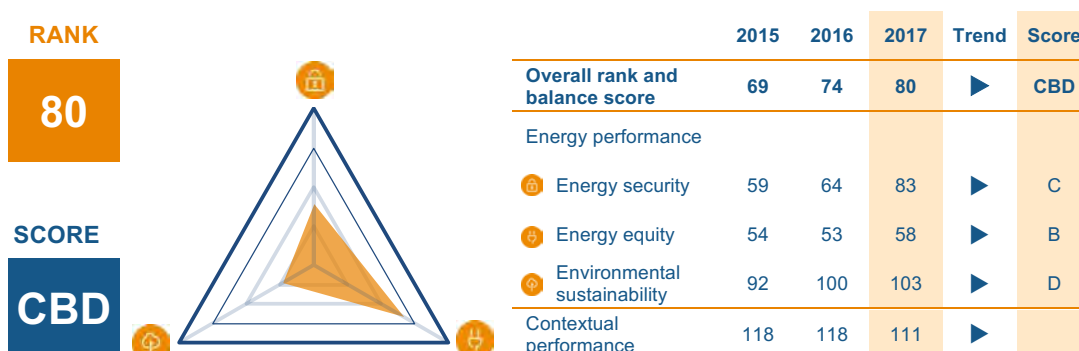 RANK
80
SCORE
CBD
2015 2016 2017 Trend Score
Overall rank and
balance score 69 74 80 CBD
Energy performance
Energy security 59 64 83 C
Energy equity 54 53 58 B
Environmental
sustainability 92 100 103 D
Contextual
performance 118 118 111